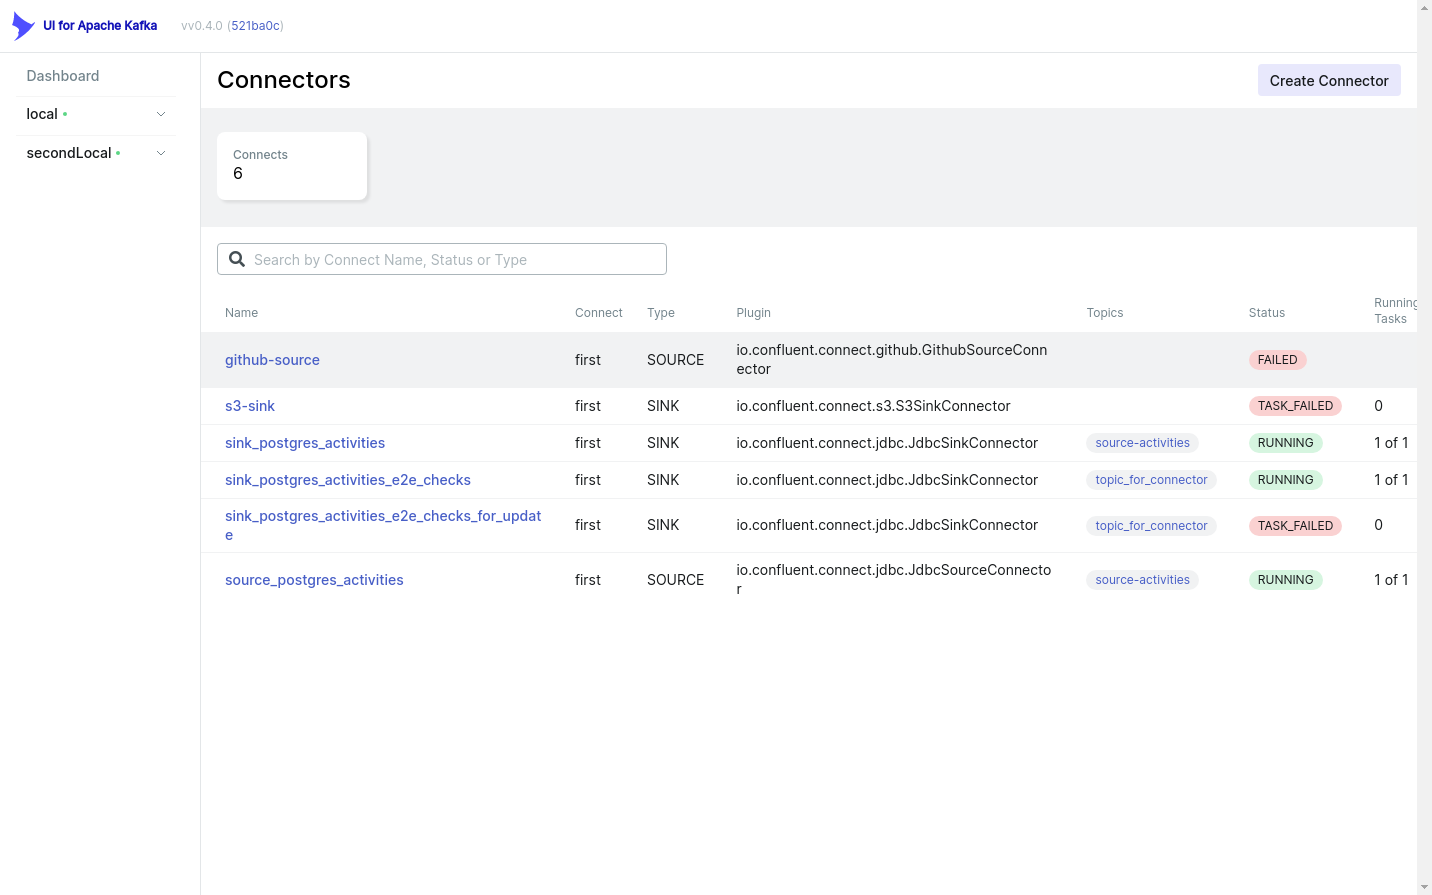 UI for Apache Kafka vv0.4.0 (521ba0c)
Dashboard
local
secondLocal
Connectors
Create Connector
Connects
6
Search by Connect Name, Status or Type
Name Connect Type Plugin Topics Status Running
Tasks
github-source first SOURCE io.confluent.connect.github.GithubSourceConn
ector FAILED
s3-sink first SINK io.confluent.connect.s3.S3SinkConnector TASK_FAILED 0
sink_postgres_activities first SINK io.confluent.connect.jdbc.JdbcSinkConnector source-activities RUNNING 1 of 1
sink_postgres_activities_e2e_checks first SINK io.confluent.connect.jdbc.JdbcSinkConnector topic_for_connector RUNNING 1 of 1
sink_postgres_activities_e2e_checks_for_updat
e first SINK io.confluent.connect.jdbc.JdbcSinkConnector topic_for_connector TASK_FAILED 0
source_postgres_activities first SOURCE io.confluent.connect.jdbc.JdbcSourceConnecto
r source-activities RUNNING 1 of 1